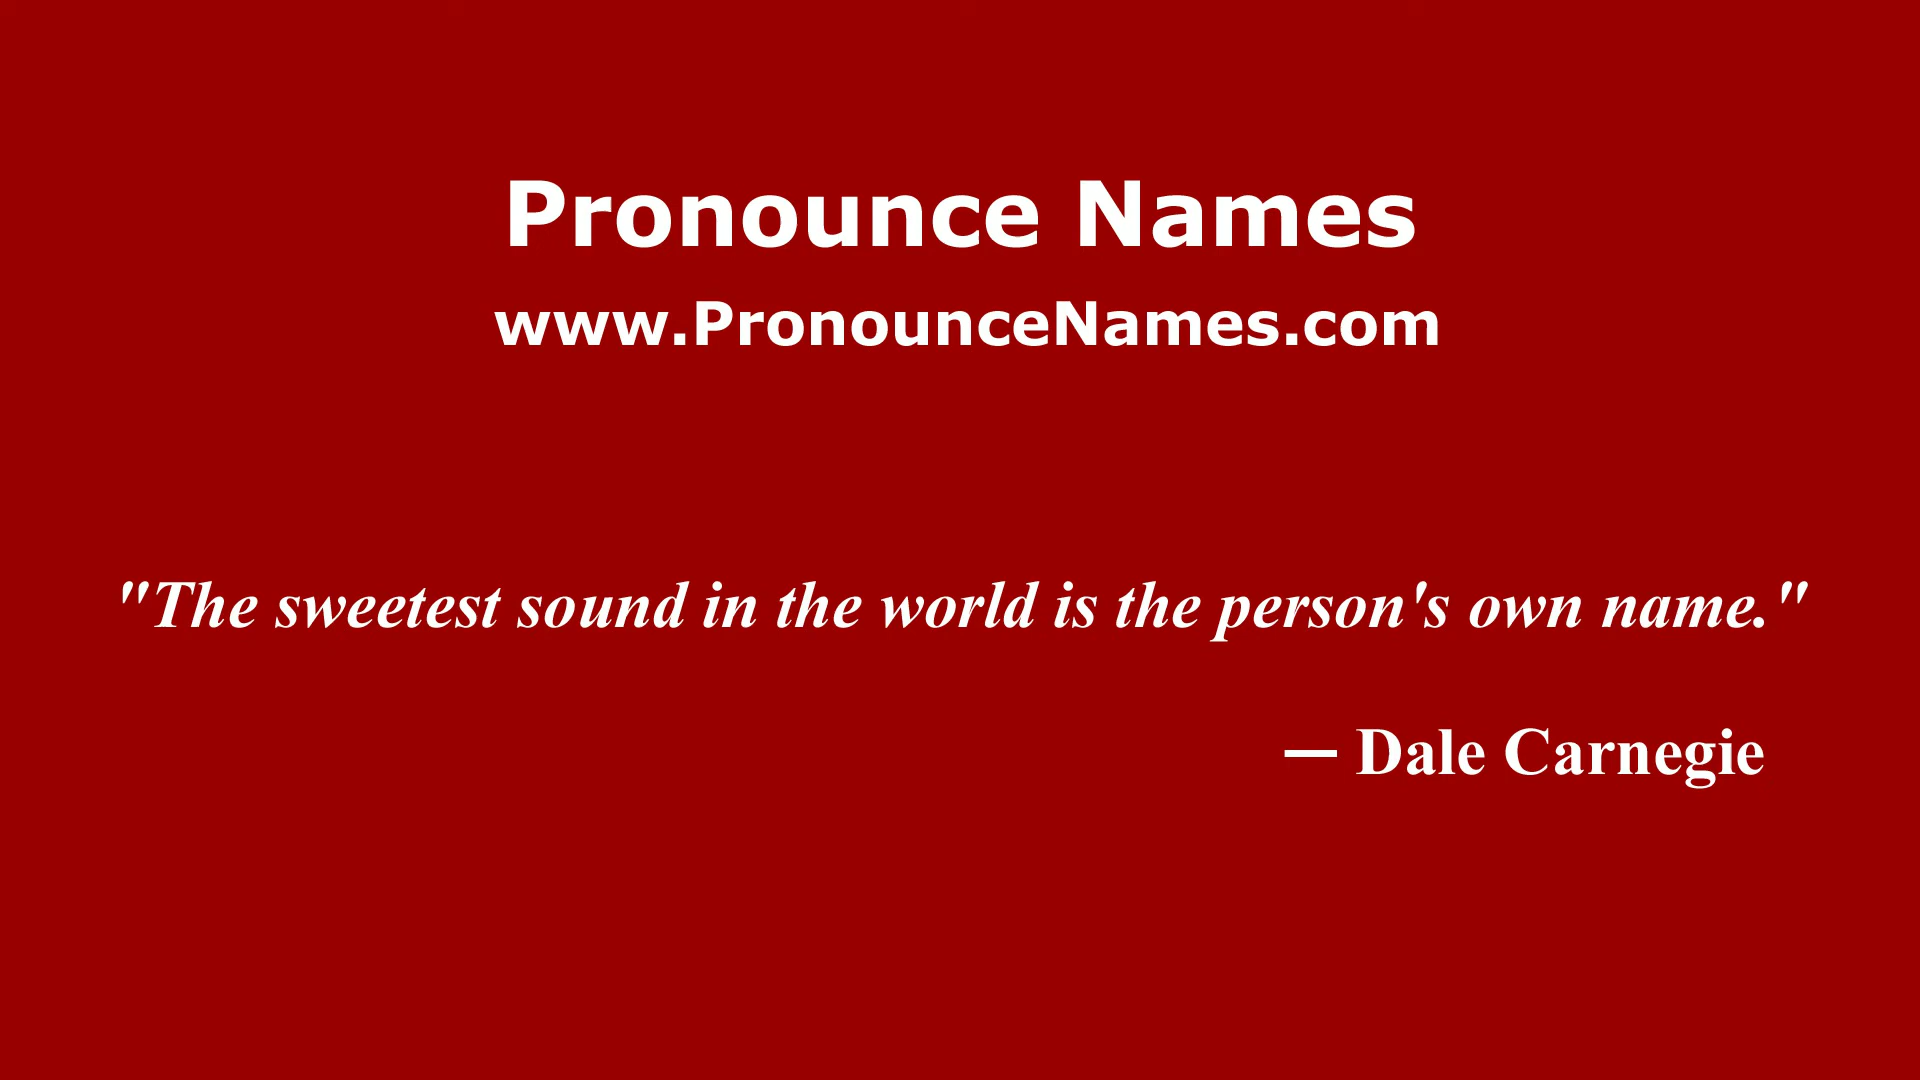 Pronounce Names
www.PronounceNames.com
"The sweetest sound in the world is the person's own name."
— Dale Carnegie